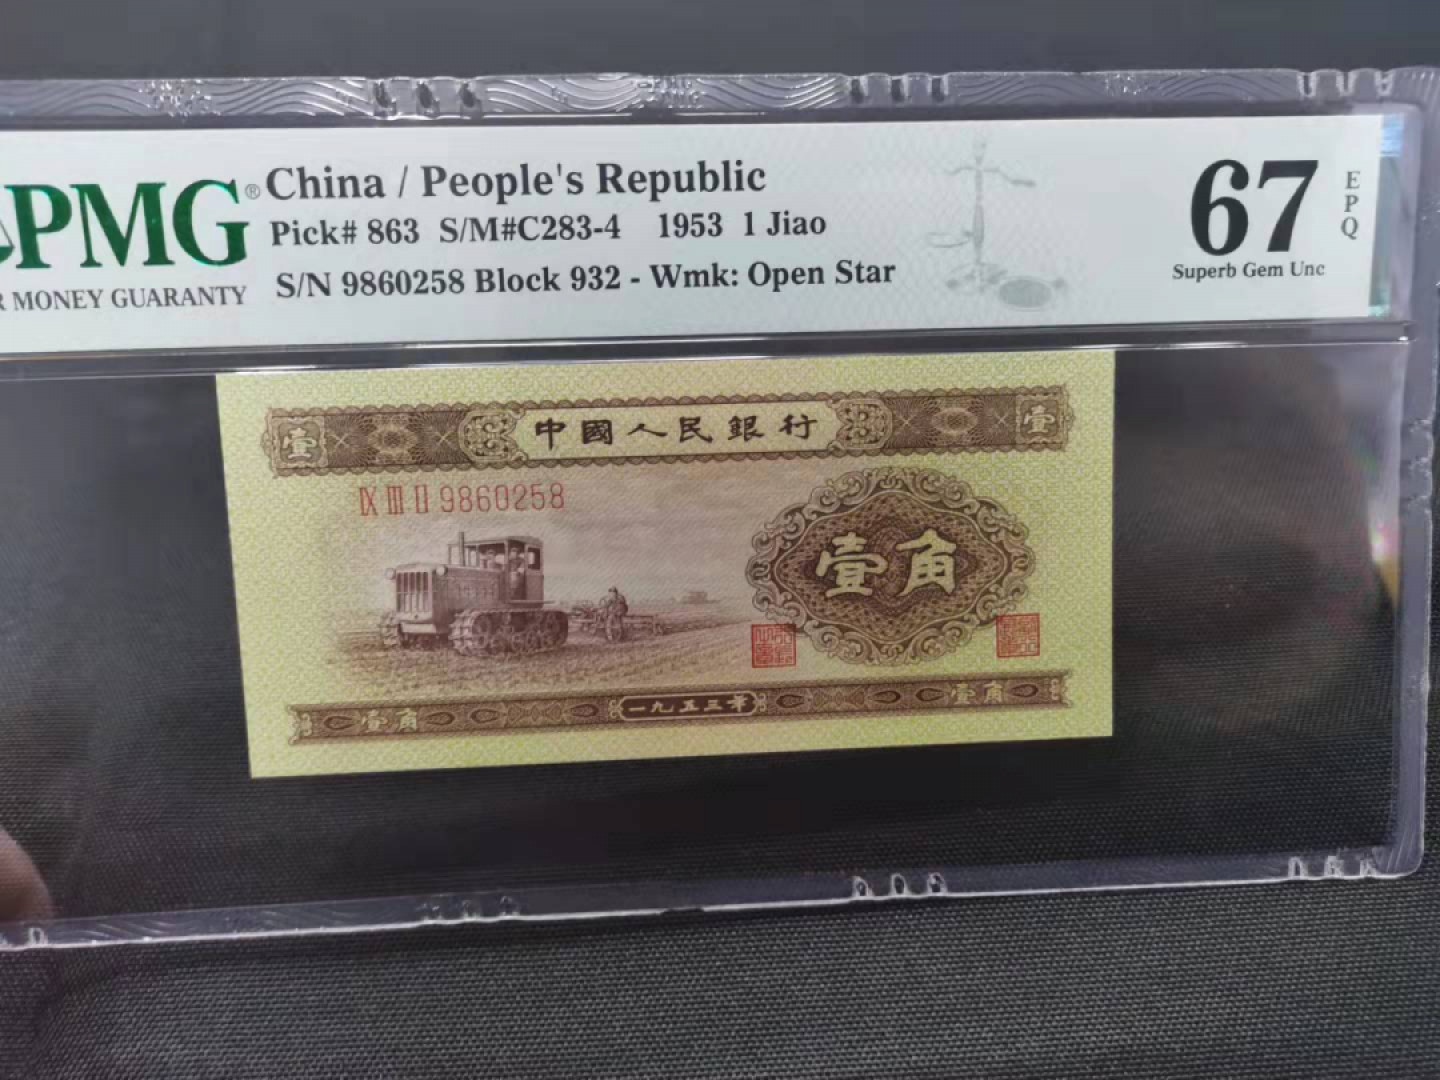 PMG® China / People's Republic
Pick# 863 S/M#C283-4 1953 1 Jiao
MONEY GUARANTY S/N 9860258 Block 932 - Wmk: Open Star
67 EPQ
Superb Gem Unc
壹 中國人民銀行 壹
IX III II 9860258
壹角
壹角 一九五三年 壹角